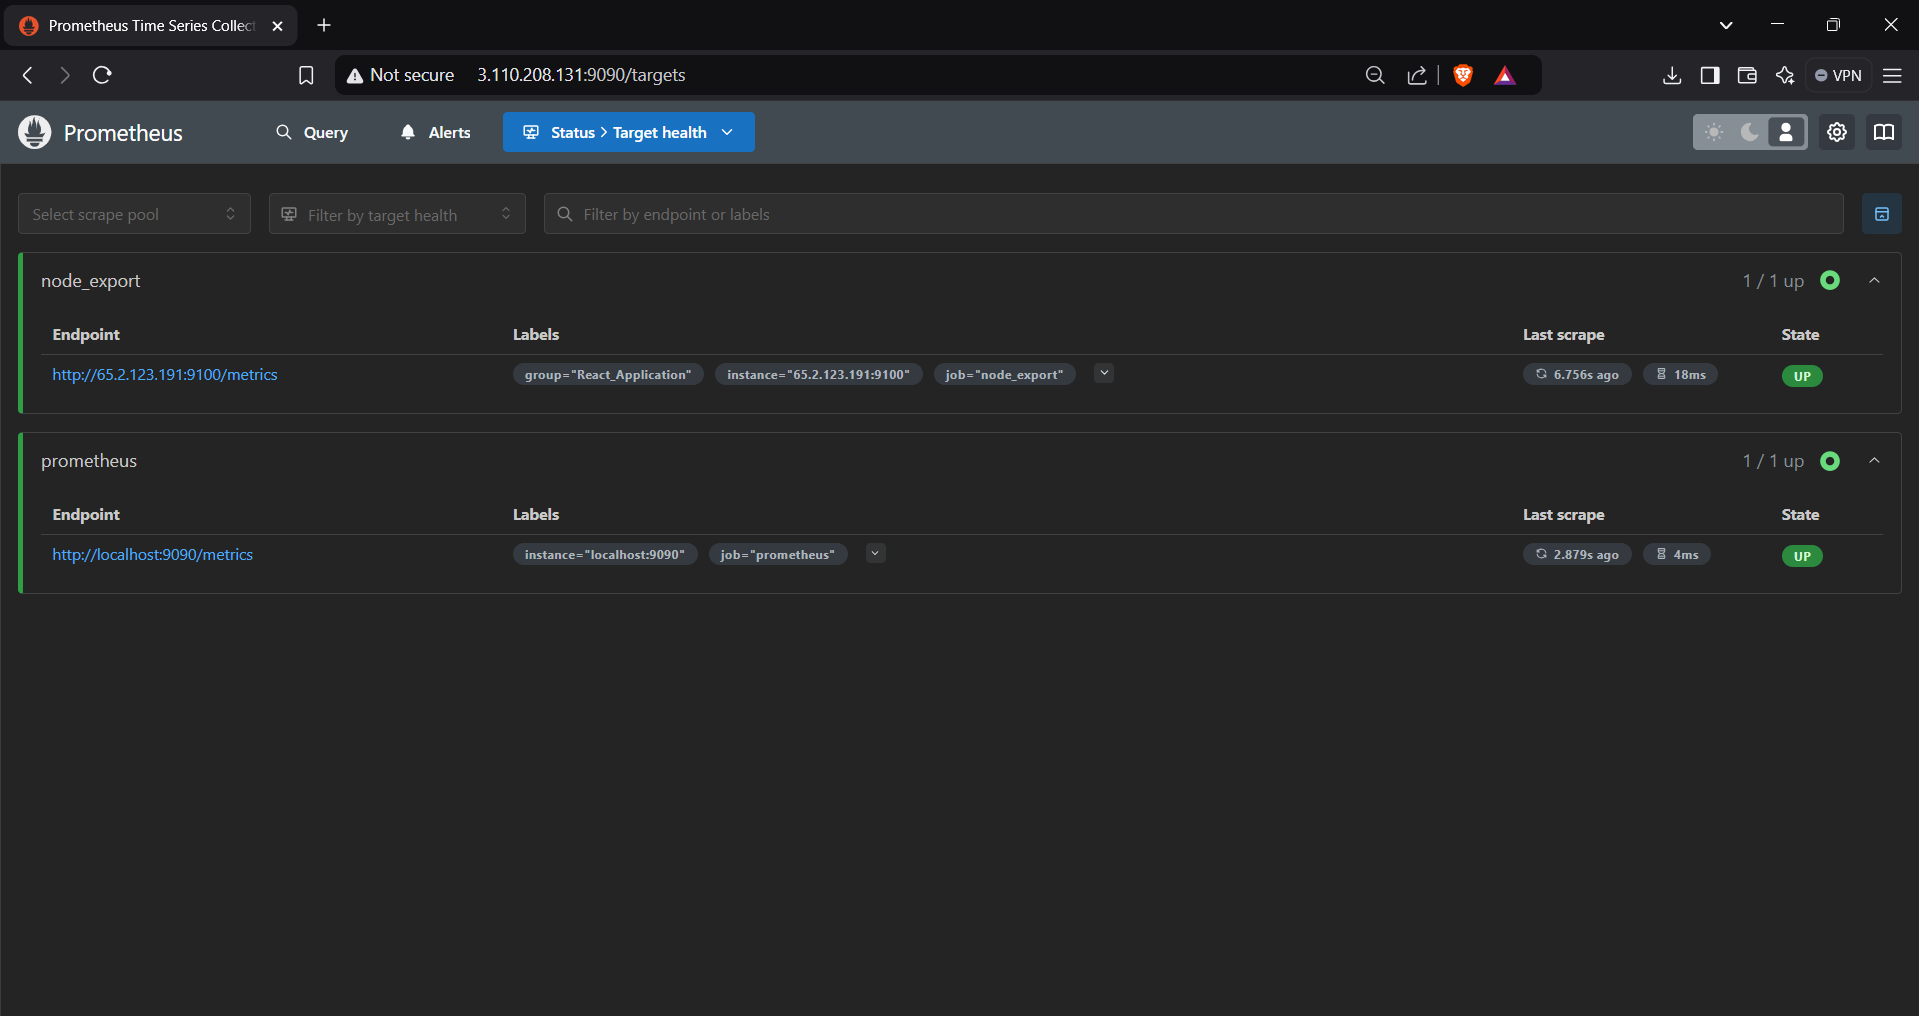 Prometheus Time Series Collec
Not secure 3.110.208.131:9090/targets
VPN
Prometheus Query Alerts Status > Target health
Select scrape pool Filter by target health Filter by endpoint or labels
node_export 1 / 1 up
Endpoint Labels Last scrape State
http://65.2.123.191:9100/metrics group="React_Application" instance="65.2.123.191:9100" job="node_export" 6.756s ago 18ms UP
prometheus 1 / 1 up
Endpoint Labels Last scrape State
http://localhost:9090/metrics instance="localhost:9090" job="prometheus" 2.879s ago 4ms UP